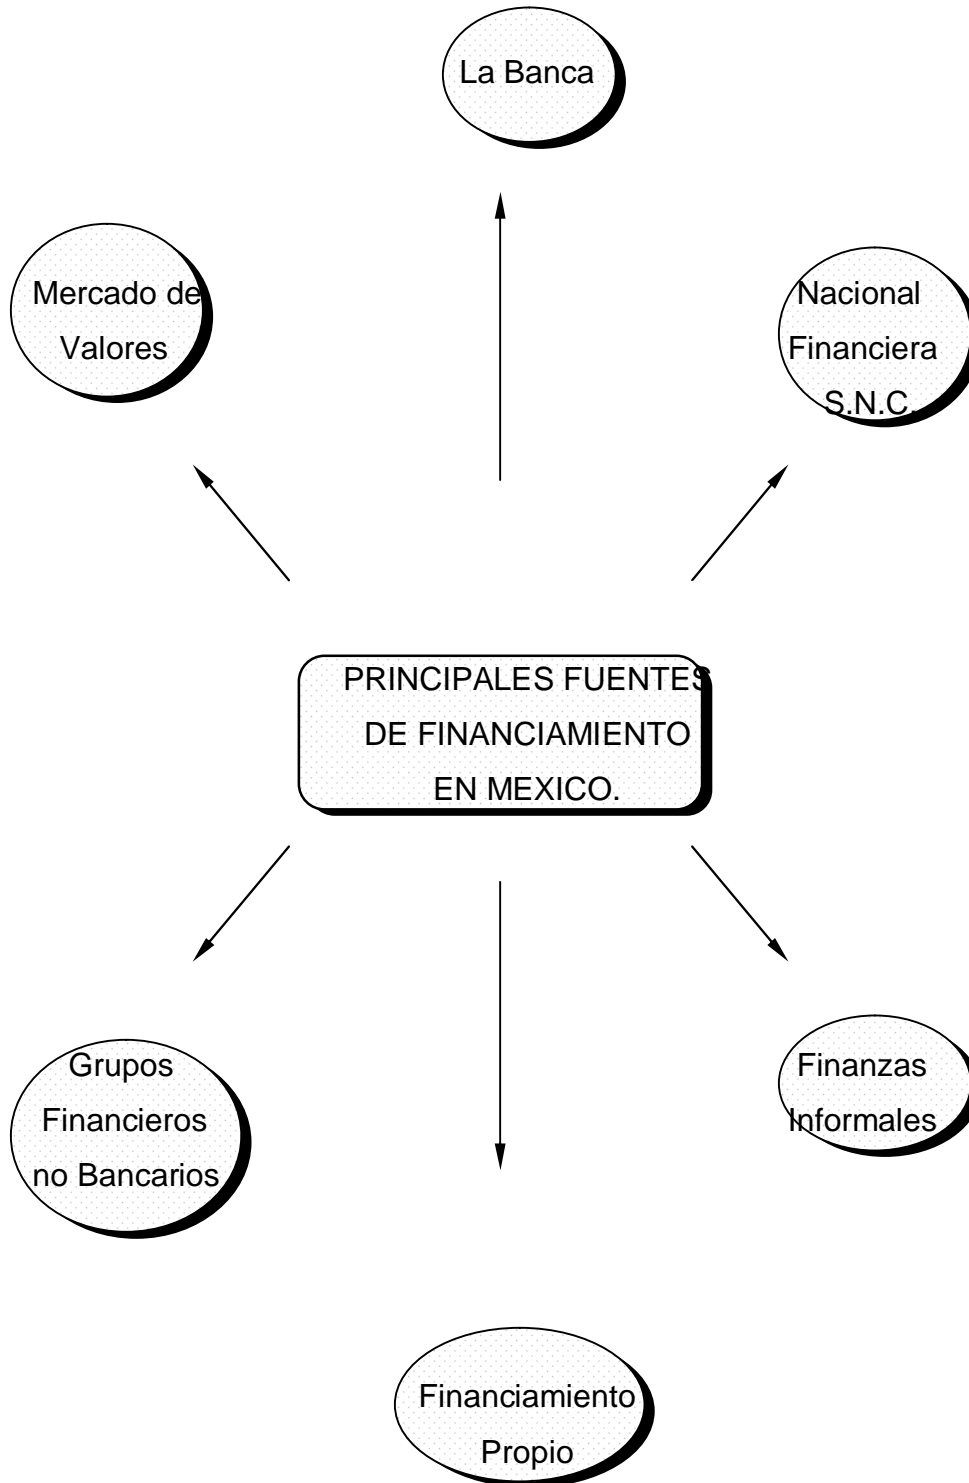 La Banca
Mercado de
Valores
Nacional
Financiera
S.N.C.
PRINCIPALES FUENTES
DE FINANCIAMIENTO
EN MEXICO.
Grupos
Financieros
no Bancarios
Finanzas
Informales
Financiamiento
Propio